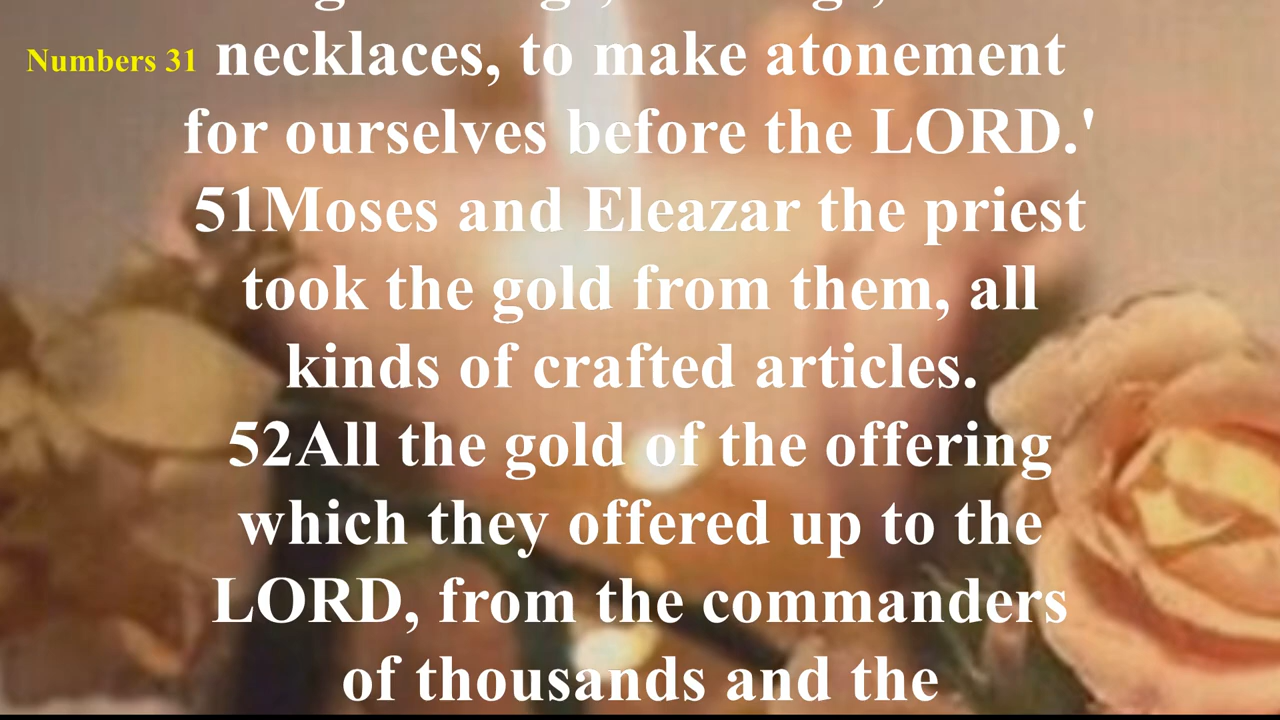 Numbers 31
necklaces, to make atonement
for ourselves before the LORD.'
51Moses and Eleazar the priest
took the gold from them, all
kinds of crafted articles.
52All the gold of the offering
which they offered up to the
LORD, from the commanders
of thousands and the